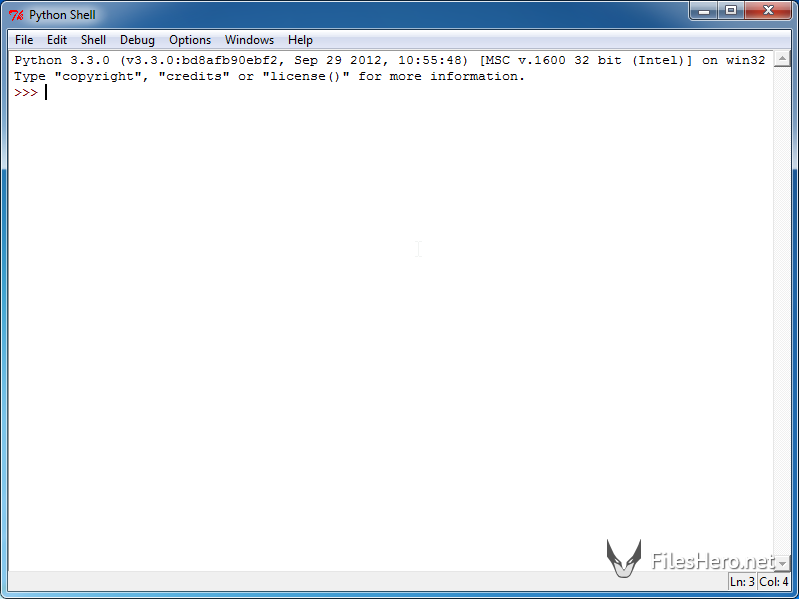 Python Shell
File Edit Shell Debug Options Windows Help
Python 3.3.0 (v3.3.0:bd8afb90ebf2, Sep 29 2012, 10:55:48) [MSC v.1600 32 bit (Intel)] on win32
Type "copyright", "credits" or "license()" for more information.
>>>
FilesHero.net
Ln: 3 Col: 4